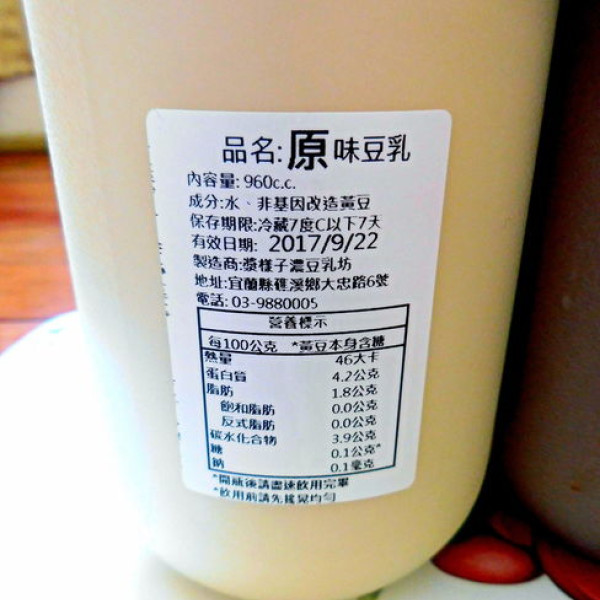 品名:原味豆乳
內容量: 960c.c.
成分:水、非基因改造黃豆
保存期限:冷藏7度C以下7天
有效日期: 2017/9/22
製造商:漿樣子濃豆乳坊
地址:宜蘭縣礁溪鄉大忠路6號
電話: 03-9880005
營養標示
每100公克 *黃豆本身含糖
熱量 46大卡
蛋白質 4.2公克
脂肪 1.8公克
飽和脂肪 0.0公克
反式脂肪 0.0公克
碳水化合物 3.9公克
糖 0.1公克*
鈉 0.1毫克
*開瓶後請盡速飲用完畢
*飲用前請先搖晃均勻